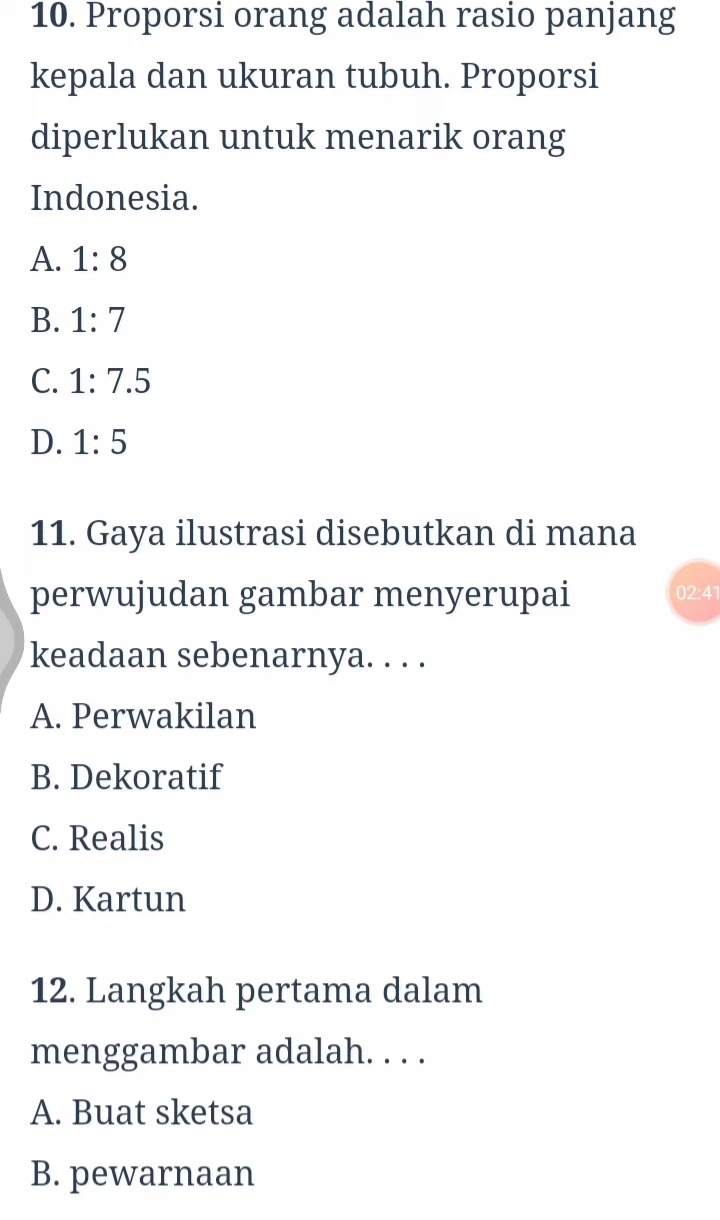 10. Proporsi orang adalah rasio panjang
kepala dan ukuran tubuh. Proporsi
diperlukan untuk menarik orang
Indonesia.
A. 1: 8
B. 1: 7
C. 1: 7.5
D. 1: 5
11. Gaya ilustrasi disebutkan di mana
perwujudan gambar menyerupai
02:41
keadaan sebenarnya. . . .
A. Perwakilan
B. Dekoratif
C. Realis
D. Kartun
12. Langkah pertama dalam
menggambar adalah. . . .
A. Buat sketsa
B. pewarnaan